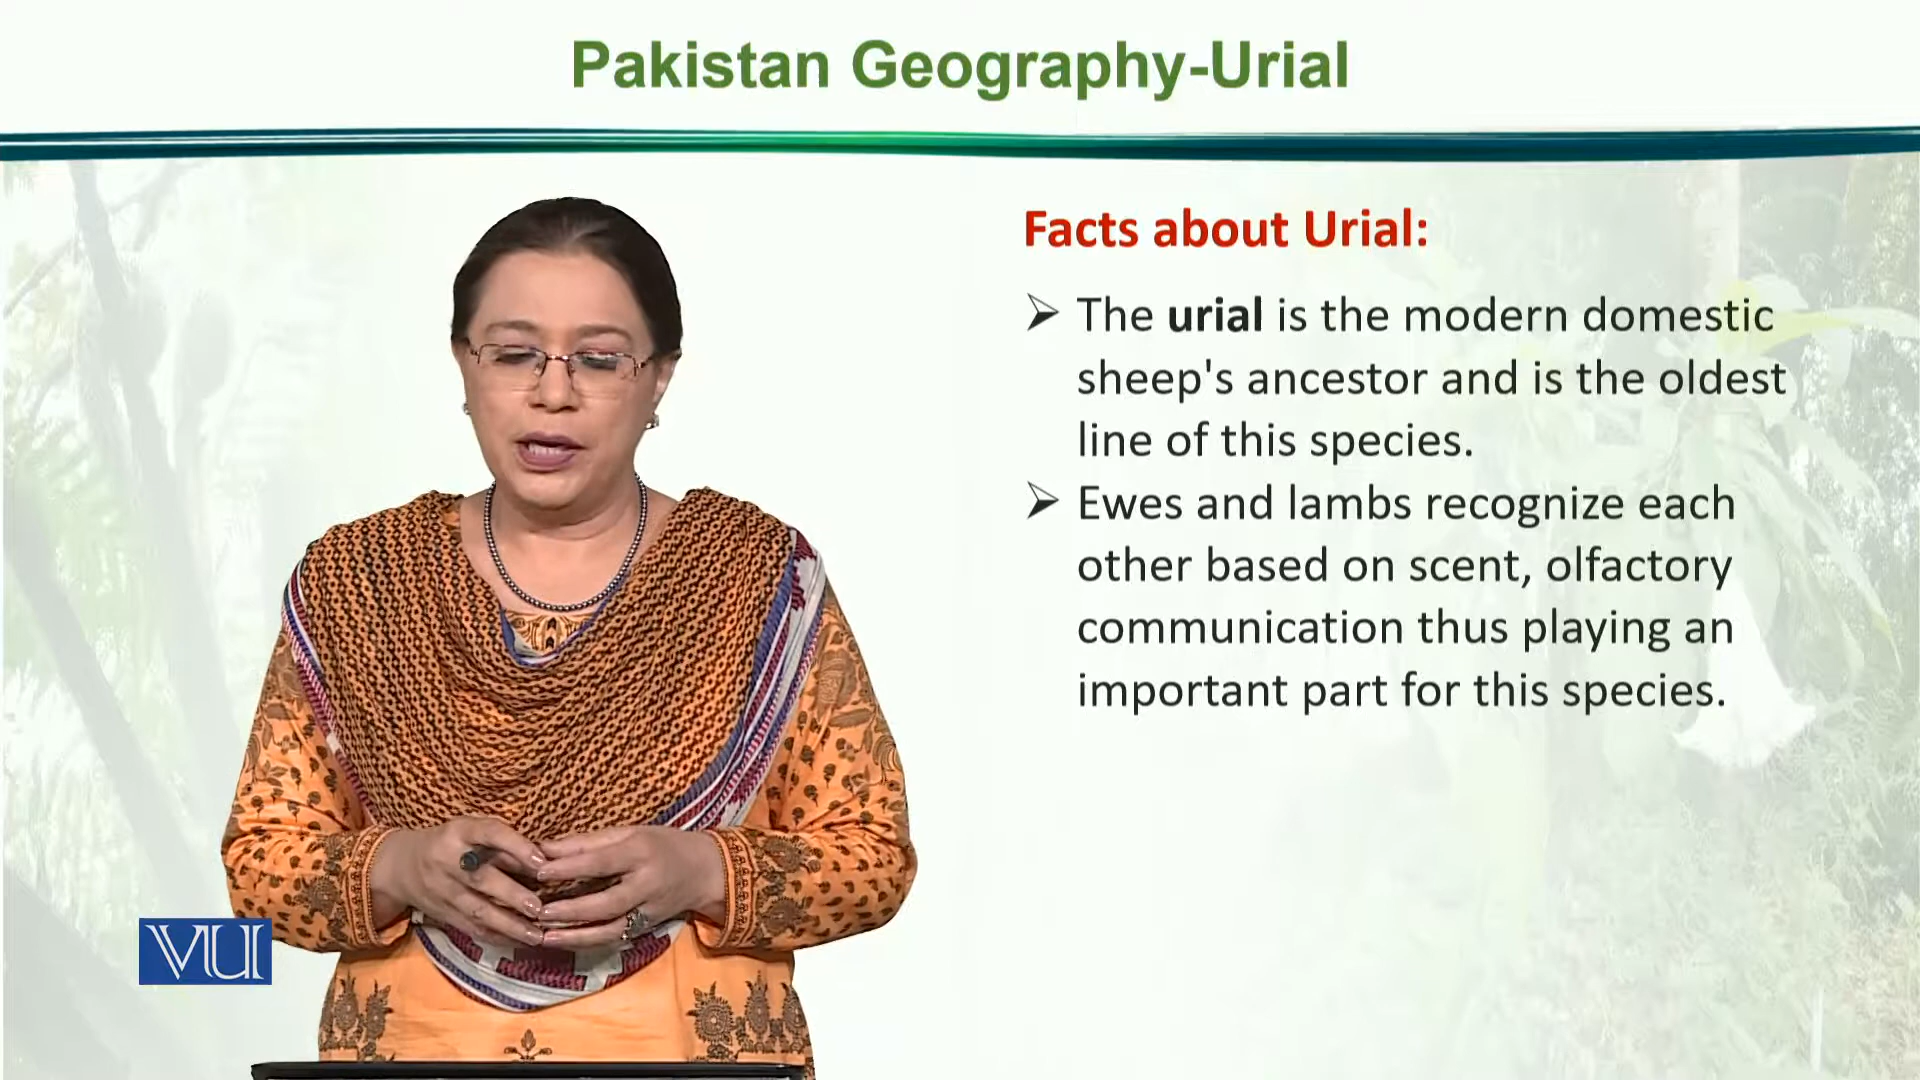 Pakistan Geography-Urial
Facts about Urial:
The urial is the modern domestic
sheep's ancestor and is the oldest
line of this species.
Ewes and lambs recognize each
other based on scent, olfactory
communication thus playing an
important part for this species.
VU